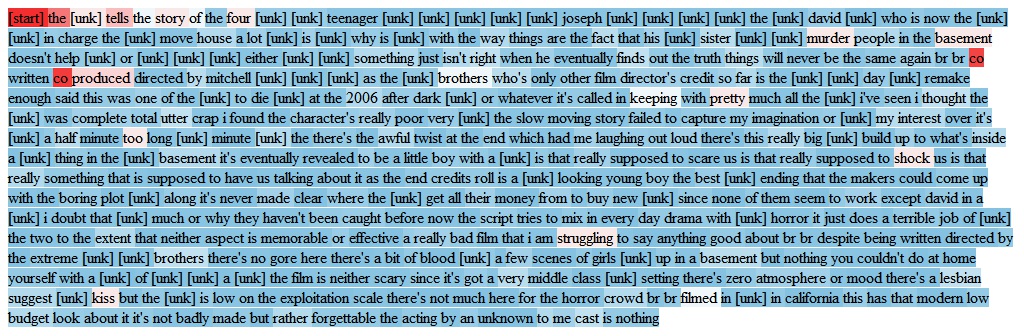 [start] the [unk] tells the story of the four [unk] [unk] teenager [unk] [unk] [unk] [unk] [unk] joseph [unk] [unk] [unk] [unk] the [unk] david [unk] who is now the [unk]
[unk] in charge the [unk] move house a lot [unk] is [unk] why is [unk] with the way things are the fact that his [unk] sister [unk] [unk] murder people in the basement
doesn't help [unk] or [unk] [unk] [unk] either [unk] [unk] something just isn't right when he eventually finds out the truth things will never be the same again br br co
written co produced directed by mitchell [unk] [unk] [unk] as the [unk] brothers who's only other film director's credit so far is the [unk] [unk] day [unk] remake
enough said this was one of the [unk] to die [unk] at the 2006 after dark [unk] or whatever it's called in keeping with pretty much all the [unk] i've seen i thought the
[unk] was complete total utter crap i found the character's really poor very [unk] the slow moving story failed to capture my imagination or [unk] my interest over it's
[unk] a half minute too long [unk] minute [unk] the there's the awful twist at the end which had me laughing out loud there's this really big [unk] build up to what's inside
a [unk] thing in the [unk] basement it's eventually revealed to be a little boy with a [unk] is that really supposed to scare us is that really supposed to shock us is that
really something that is supposed to have us talking about it as the end credits roll is a [unk] looking young boy the best [unk] ending that the makers could come up
with the boring plot [unk] along it's never made clear where the [unk] get all their money from to buy new [unk] since none of them seem to work except david in a
[unk] i doubt that [unk] much or why they haven't been caught before now the script tries to mix in every day drama with [unk] horror it just does a terrible job of [unk]
the two to the extent that neither aspect is memorable or effective a really bad film that i am struggling to say anything good about br br despite being written directed by
the extreme [unk] [unk] brothers there's no gore here there's a bit of blood [unk] a few scenes of girls [unk] up in a basement but nothing you couldn't do at home
yourself with a [unk] of [unk] [unk] a [unk] the film is neither scary since it's got a very middle class [unk] setting there's zero atmosphere or mood there's a lesbian
suggest [unk] kiss but the [unk] is low on the exploitation scale there's not much here for the horror crowd br br filmed in [unk] in california this has that modern low
budget look about it it's not badly made but rather forgettable the acting by an unknown to me cast is nothing